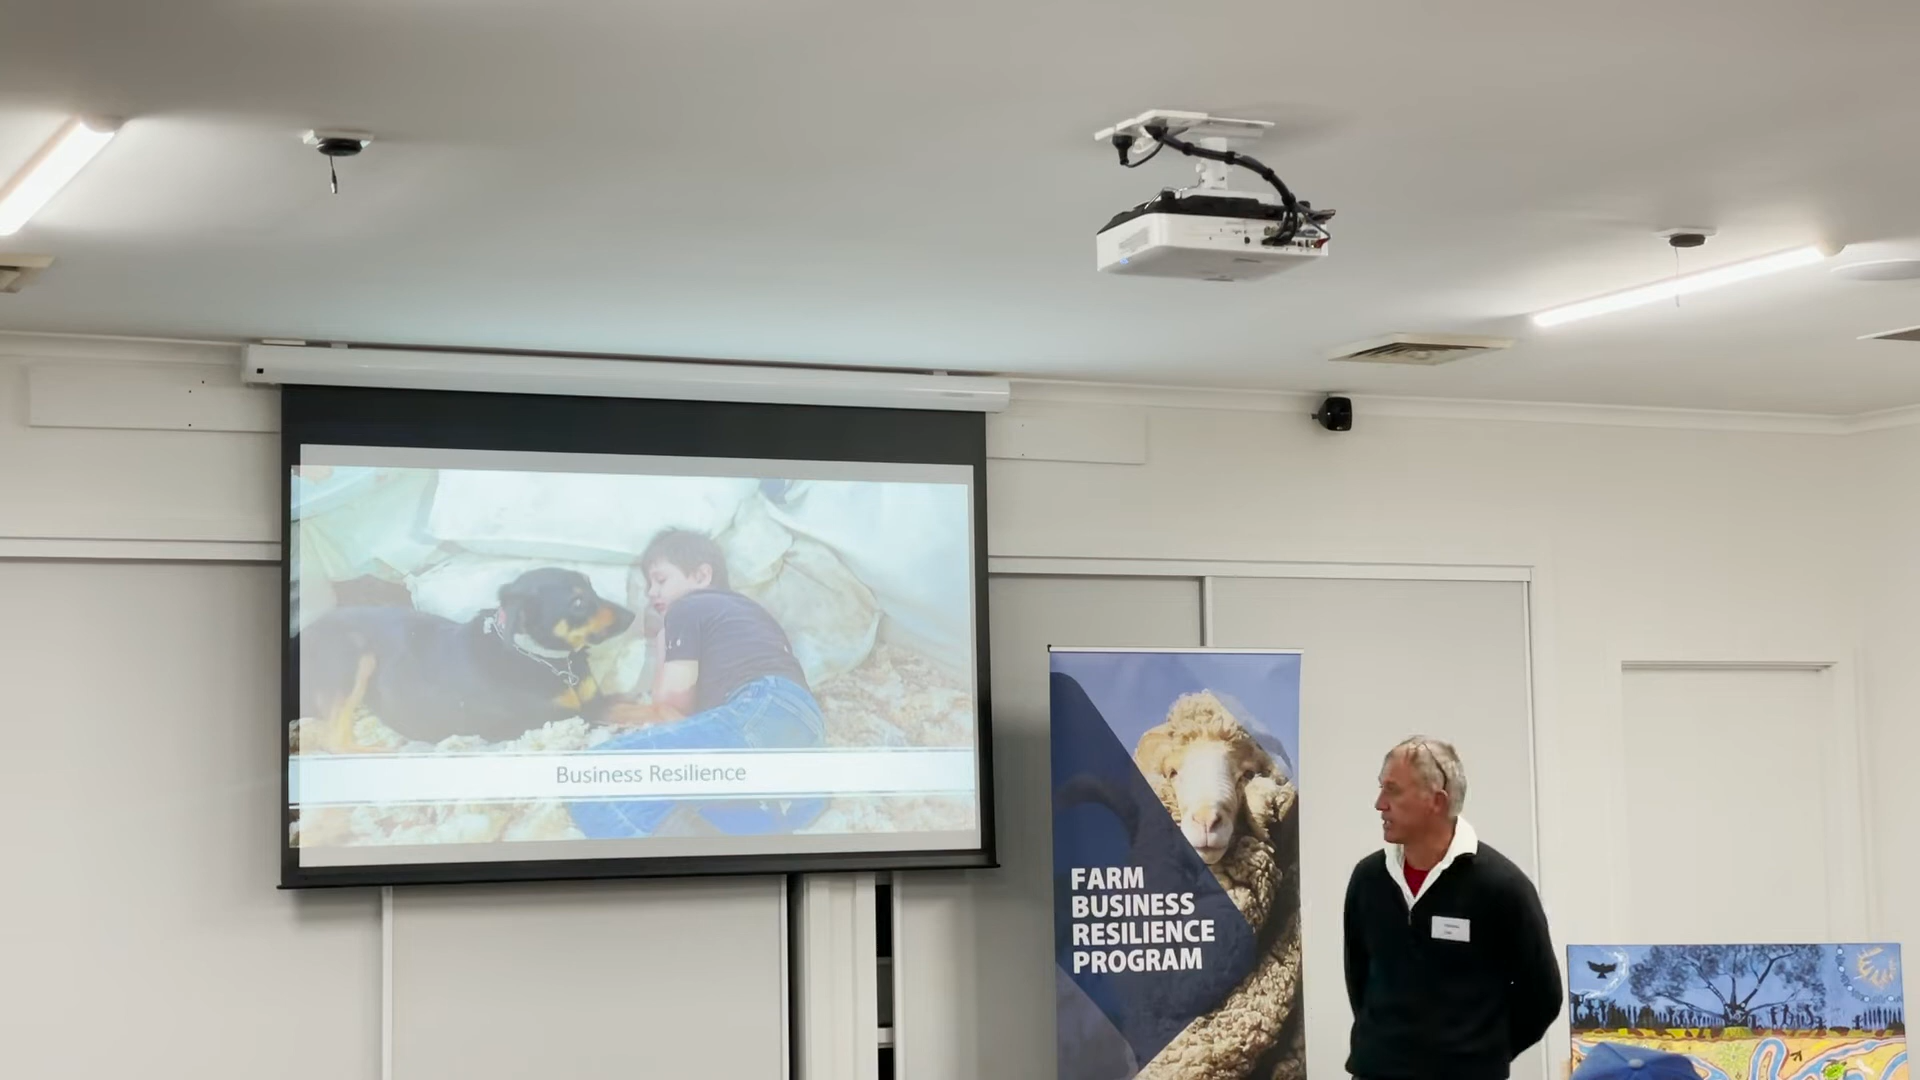 Business Resilience
FARM
BUSINESS
RESILIENCE
PROGRAM